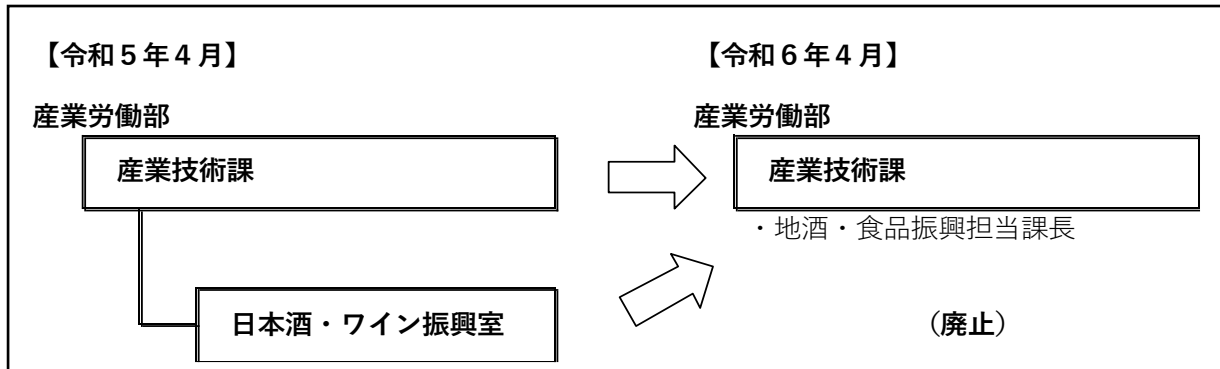 【令和５年４月】
産業労働部
産業技術課
日本酒・ワイン振興室
【令和６年４月】
産業労働部
産業技術課
・地酒・食品振興担当課長
（廃止）